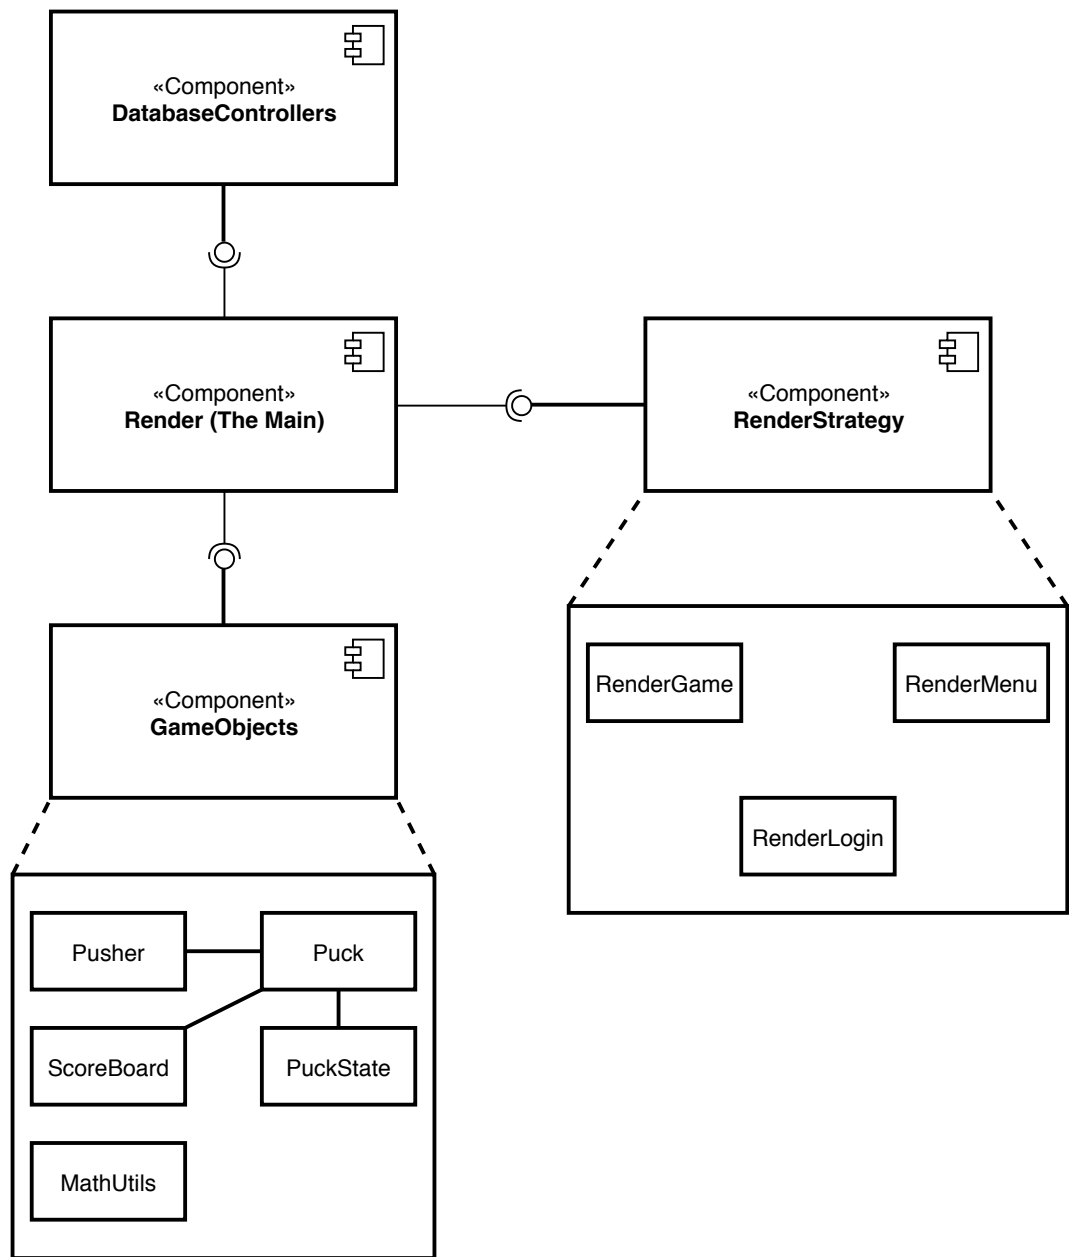 «Component»
DatabaseControllers
«Component»
Render (The Main)
«Component»
RenderStrategy
«Component»
GameObjects
RenderGame
RenderMenu
RenderLogin
Pusher
Puck
ScoreBoard
PuckState
MathUtils